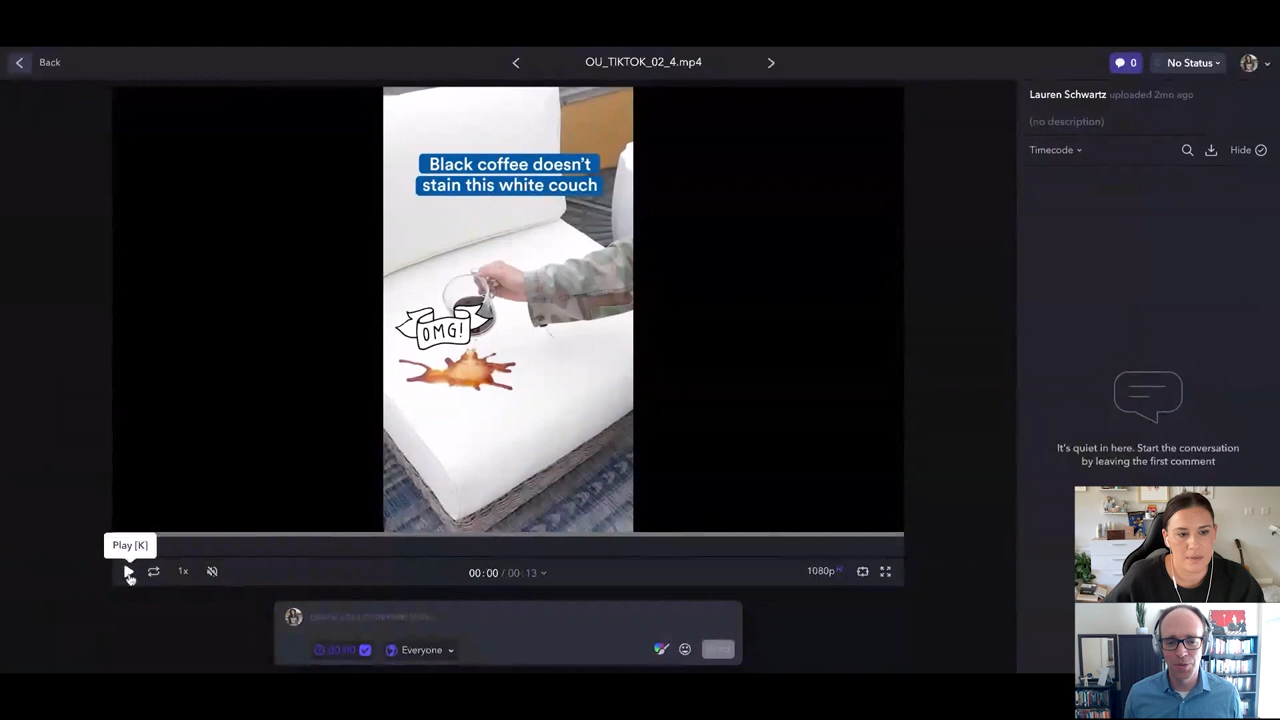 Back
OU_TIKTOK_02_4.mp4
0
No Status
Lauren Schwartz uploaded 2mo ago
(no description)
Timecode
Hide
Black coffee doesn't
stain this white couch
OMG!
It's quiet in here. Start the conversation
by leaving the first comment
Play [K]
1x
00:00 / 00:13
1080p
00:00
Everyone